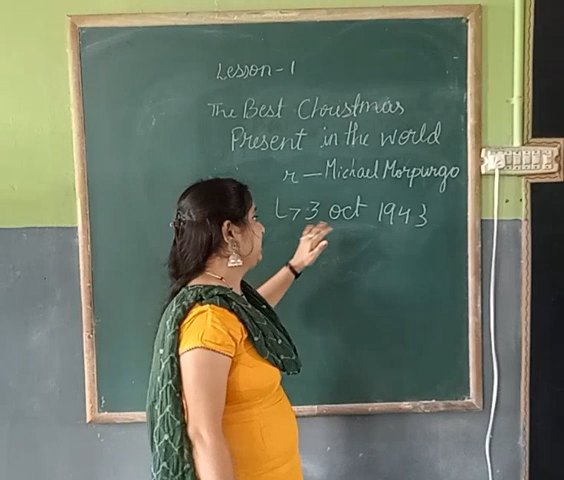 Lesson - 1
The Best Christmas
Present in the world
r — Michael Morpurgo
↳ 3 oct 1943